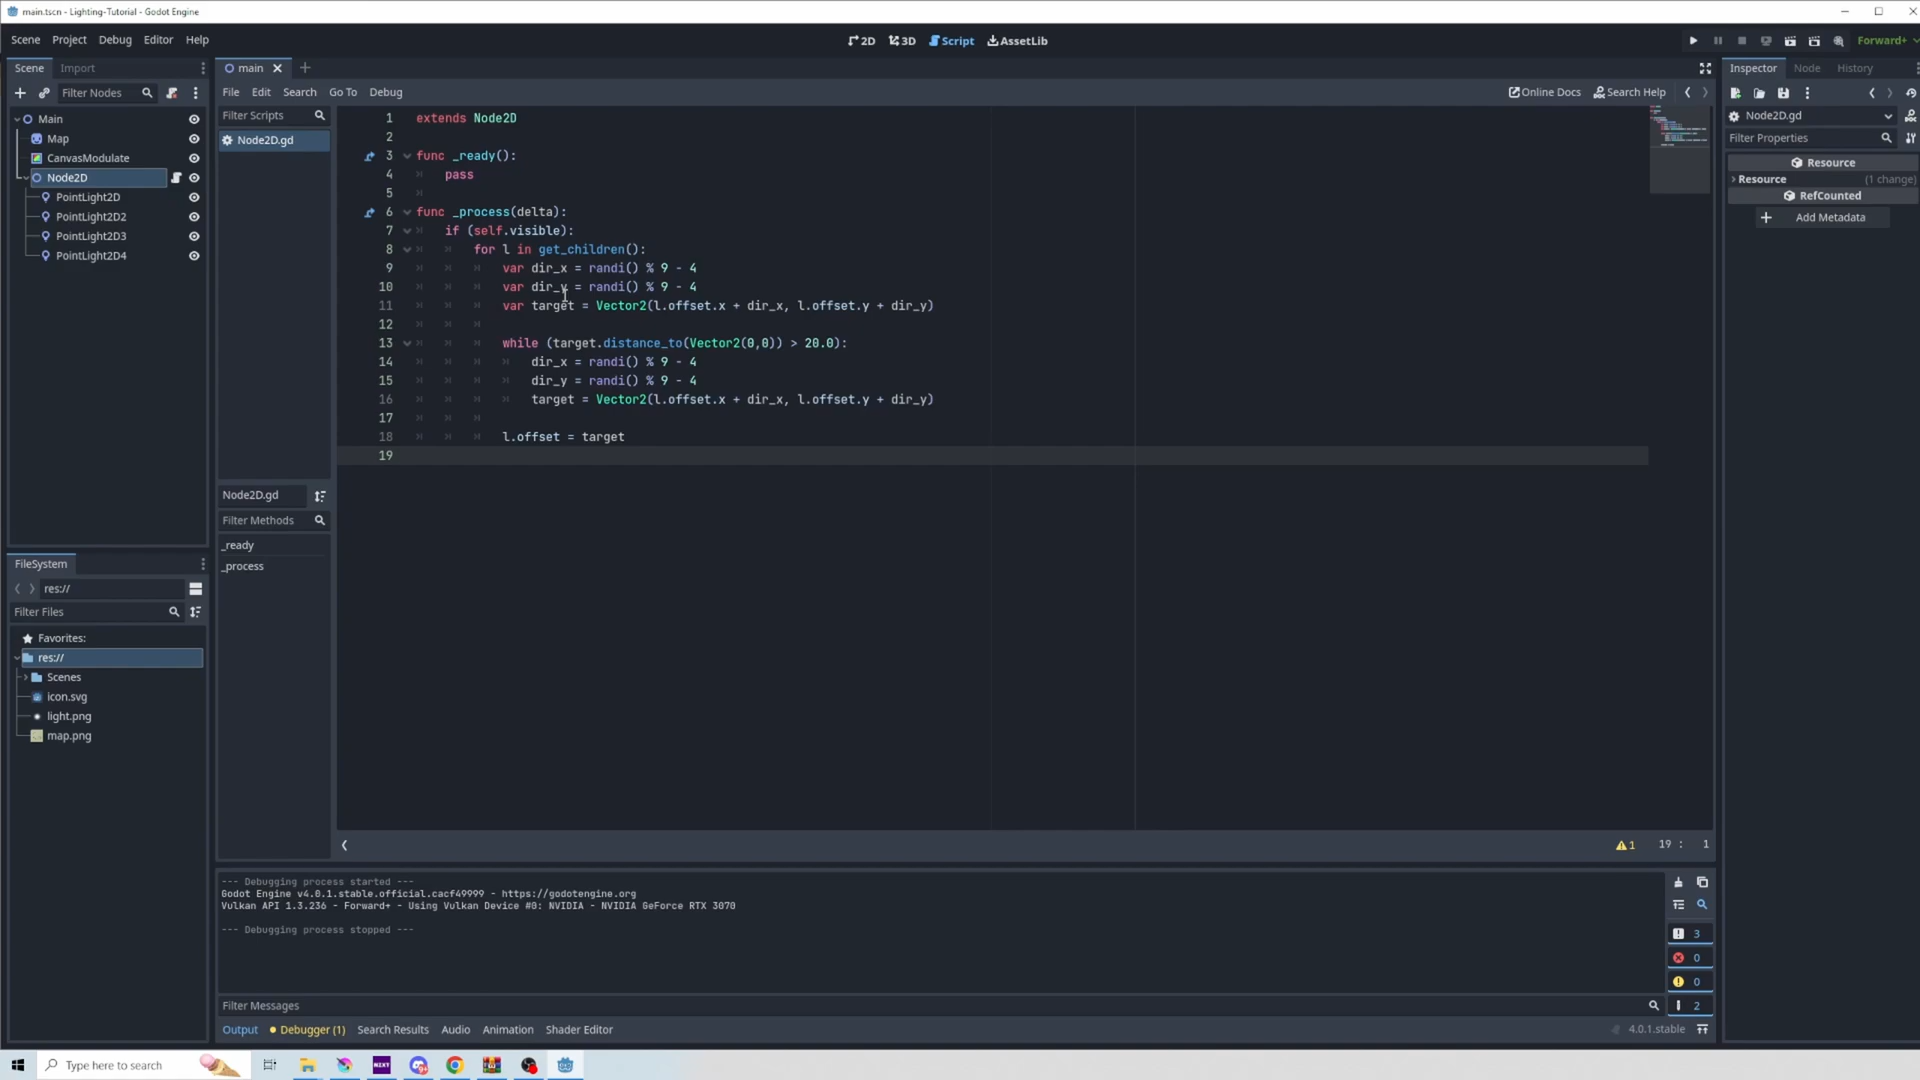 main.tscn - Lighting-Tutorial - Godot Engine
Scene Project Debug Editor Help
2D 3D Script AssetLib
Forward+
Scene Import
Filter Nodes
Main
Map
CanvasModulate
Node2D
PointLight2D
PointLight2D2
PointLight2D3
PointLight2D4
FileSystem
res://
Filter Files
Favorites:
res://
Scenes
icon.svg
light.png
map.png
main
File Edit Search Go To Debug
Online Docs Search Help
Filter Scripts
Node2D.gd
Node2D.gd
Filter Methods
_ready
_process
1 extends Node2D
2
3 func _ready():
4 pass
5
6 func _process(delta):
7 if (self.visible):
8 for l in get_children():
9 var dir_x = randi() % 9 - 4
10 var dir_y = randi() % 9 - 4
11 var target = Vector2(l.offset.x + dir_x, l.offset.y + dir_y)
12
13 while (target.distance_to(Vector2(0,0)) > 20.0):
14 dir_x = randi() % 9 - 4
15 dir_y = randi() % 9 - 4
16 target = Vector2(l.offset.x + dir_x, l.offset.y + dir_y)
17
18 l.offset = target
19
1 19 : 1
--- Debugging process started ---
Godot Engine v4.0.1.stable.official.cacf49999 - https://godotengine.org
Vulkan API 1.3.236 - Forward+ - Using Vulkan Device #0: NVIDIA - NVIDIA GeForce RTX 3070
--- Debugging process stopped ---
3
0
0
2
Filter Messages
Output Debugger (1) Search Results Audio Animation Shader Editor
4.0.1.stable
Inspector Node History
Node2D.gd
Filter Properties
Resource
Resource (1 change)
RefCounted
Add Metadata
Type here to search